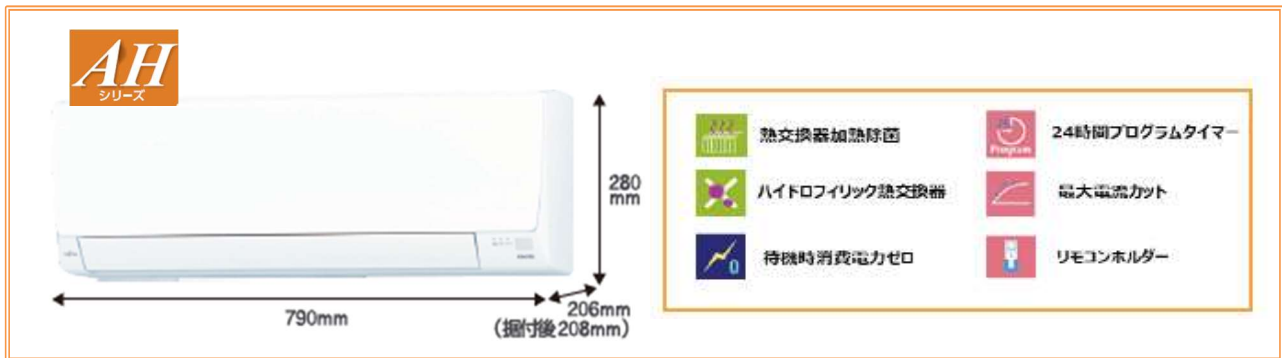 AH
シリーズ
280
mm
790mm
206mm
(据付後208mm)
熱交換器加熱除菌
24時間プログラムタイマー
Program
ハイドロフィリック熱交換器
最大電流カット
待機時消費電力ゼロ
0
リモコンホルダー